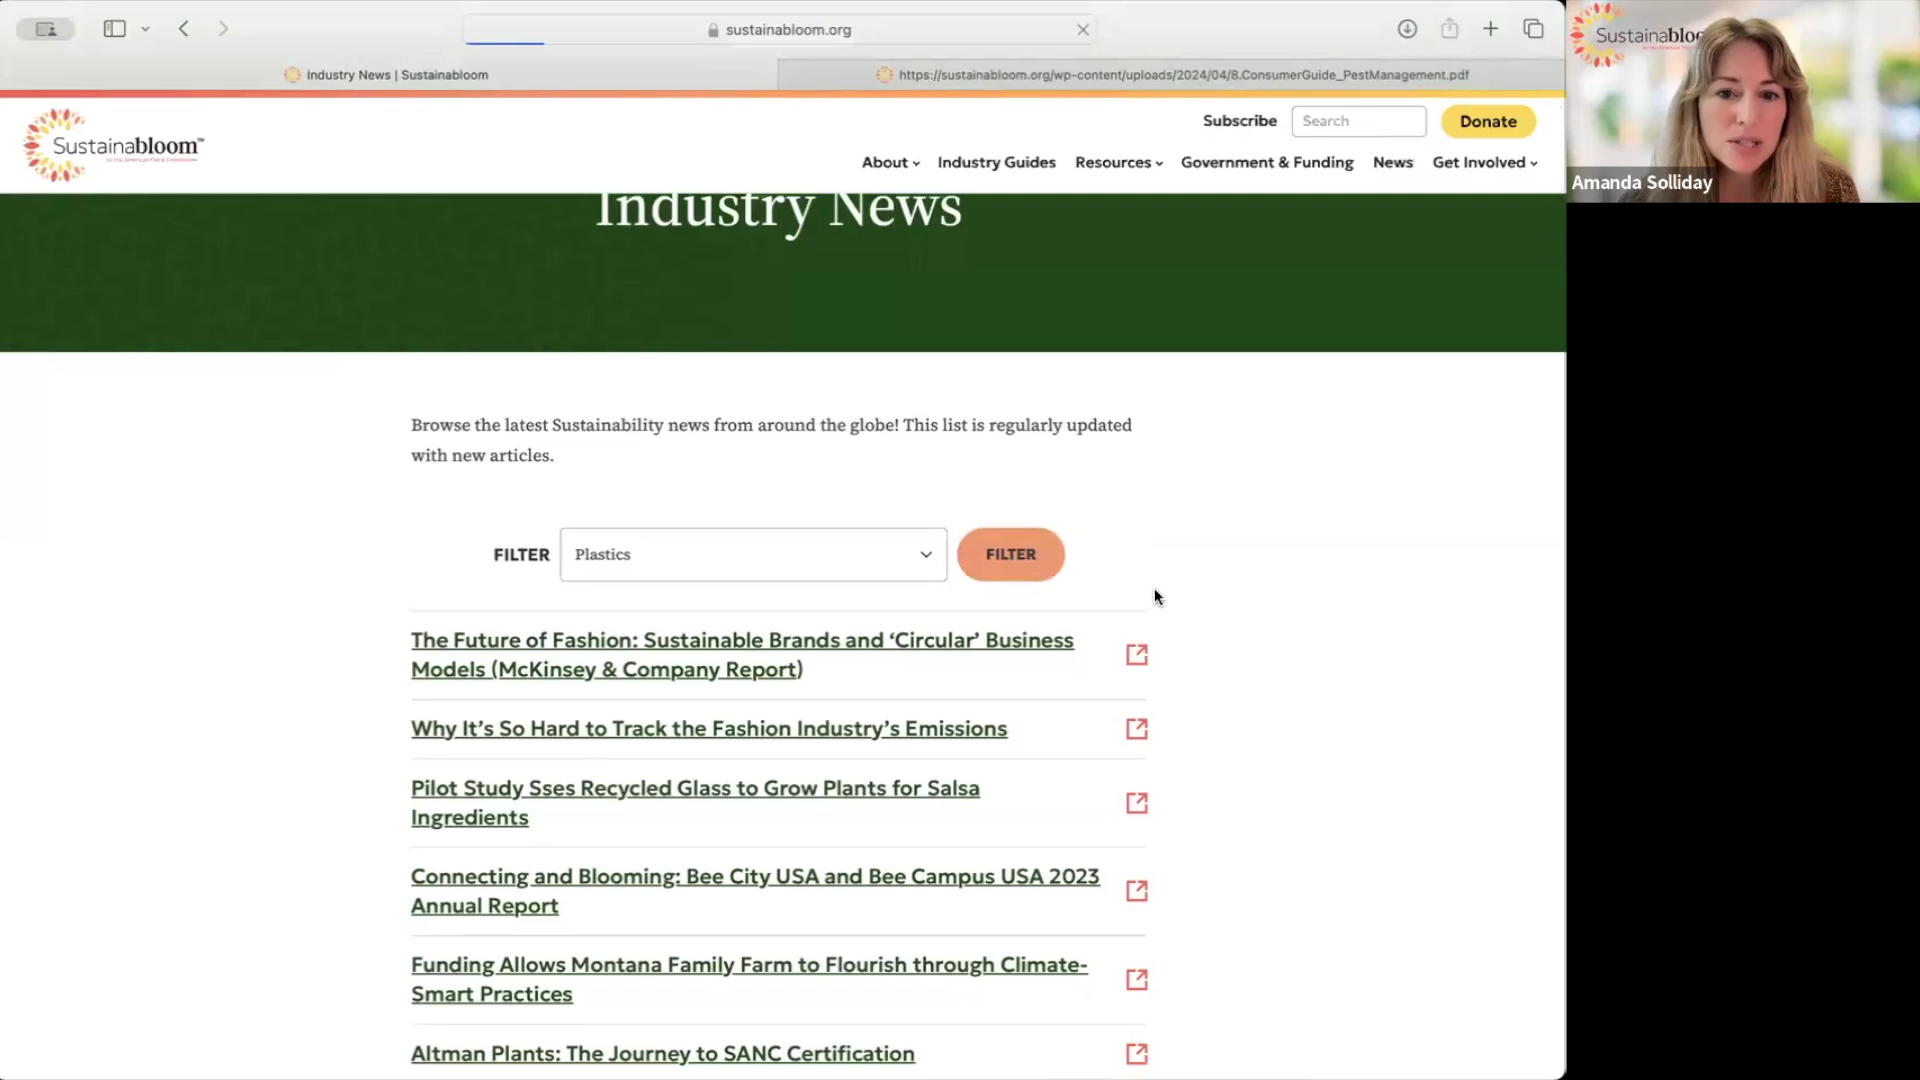 sustainabloom.org
Industry News | Sustainabloom
https://sustainabloom.org/wp-content/uploads/2024/04/8.ConsumerGuide_PestManagement.pdf
Sustainabloom™
Subscribe
Search
Donate
About
Industry Guides
Resources
Government & Funding
News
Get Involved
Sustainabloo
Amanda Solliday
Industry News
Browse the latest Sustainability news from around the globe! This list is regularly updated
with new articles.
FILTER
Plastics
FILTER
The Future of Fashion: Sustainable Brands and ‘Circular’ Business
Models (McKinsey & Company Report)
Why It’s So Hard to Track the Fashion Industry’s Emissions
Pilot Study Sses Recycled Glass to Grow Plants for Salsa
Ingredients
Connecting and Blooming: Bee City USA and Bee Campus USA 2023
Annual Report
Funding Allows Montana Family Farm to Flourish through Climate-
Smart Practices
Altman Plants: The Journey to SANC Certification